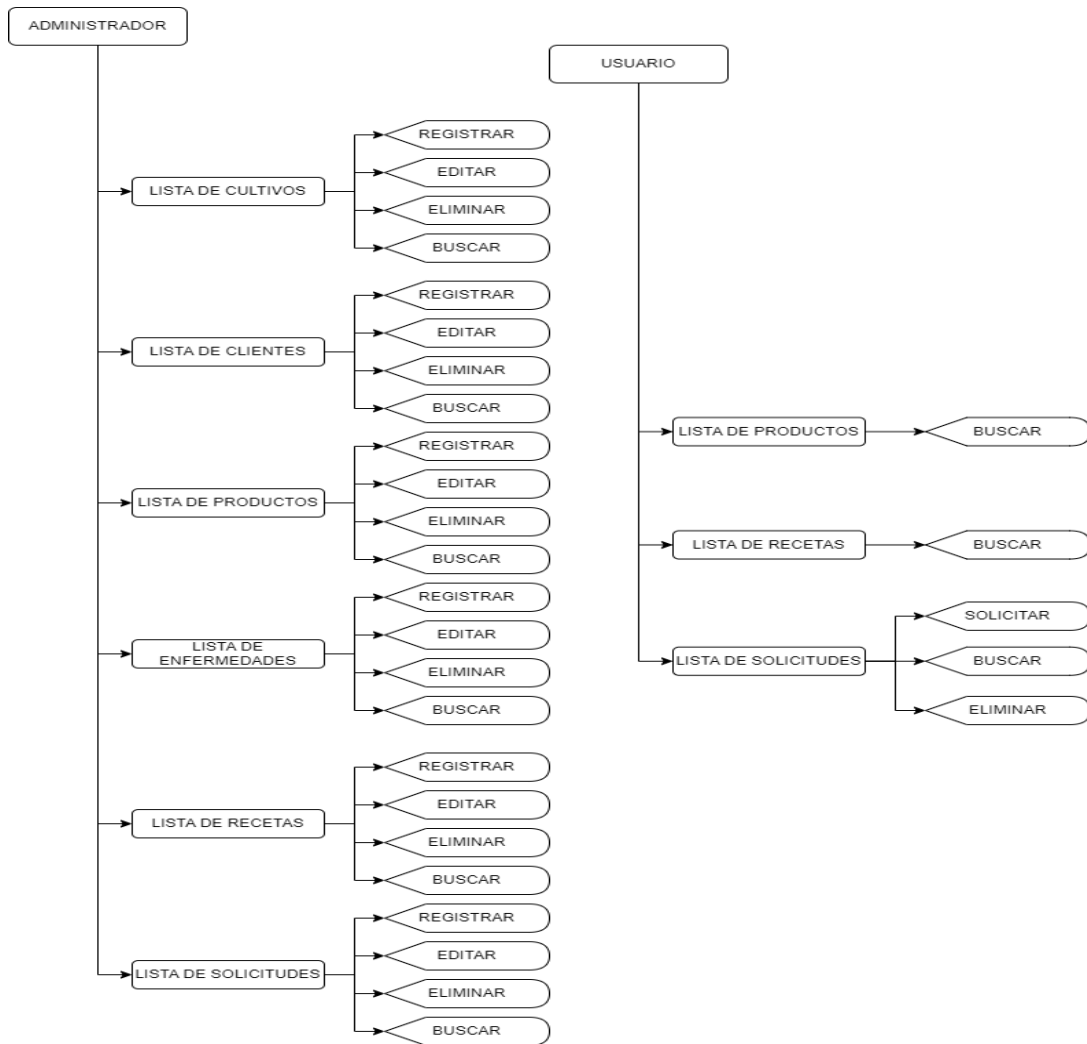 ADMINISTRADOR
REGISTRAR
EDITAR
LISTA DE CULTIVOS
ELIMINAR
BUSCAR
REGISTRAR
EDITAR
LISTA DE CLIENTES
ELIMINAR
BUSCAR
REGISTRAR
EDITAR
LISTA DE PRODUCTOS
ELIMINAR
BUSCAR
REGISTRAR
EDITAR
LISTA DE
ENFERMEDADES
ELIMINAR
BUSCAR
REGISTRAR
EDITAR
LISTA DE RECETAS
ELIMINAR
BUSCAR
REGISTRAR
EDITAR
LISTA DE SOLICITUDES
ELIMINAR
BUSCAR
USUARIO
LISTA DE PRODUCTOS
BUSCAR
LISTA DE RECETAS
BUSCAR
SOLICITAR
LISTA DE SOLICITUDES
BUSCAR
ELIMINAR